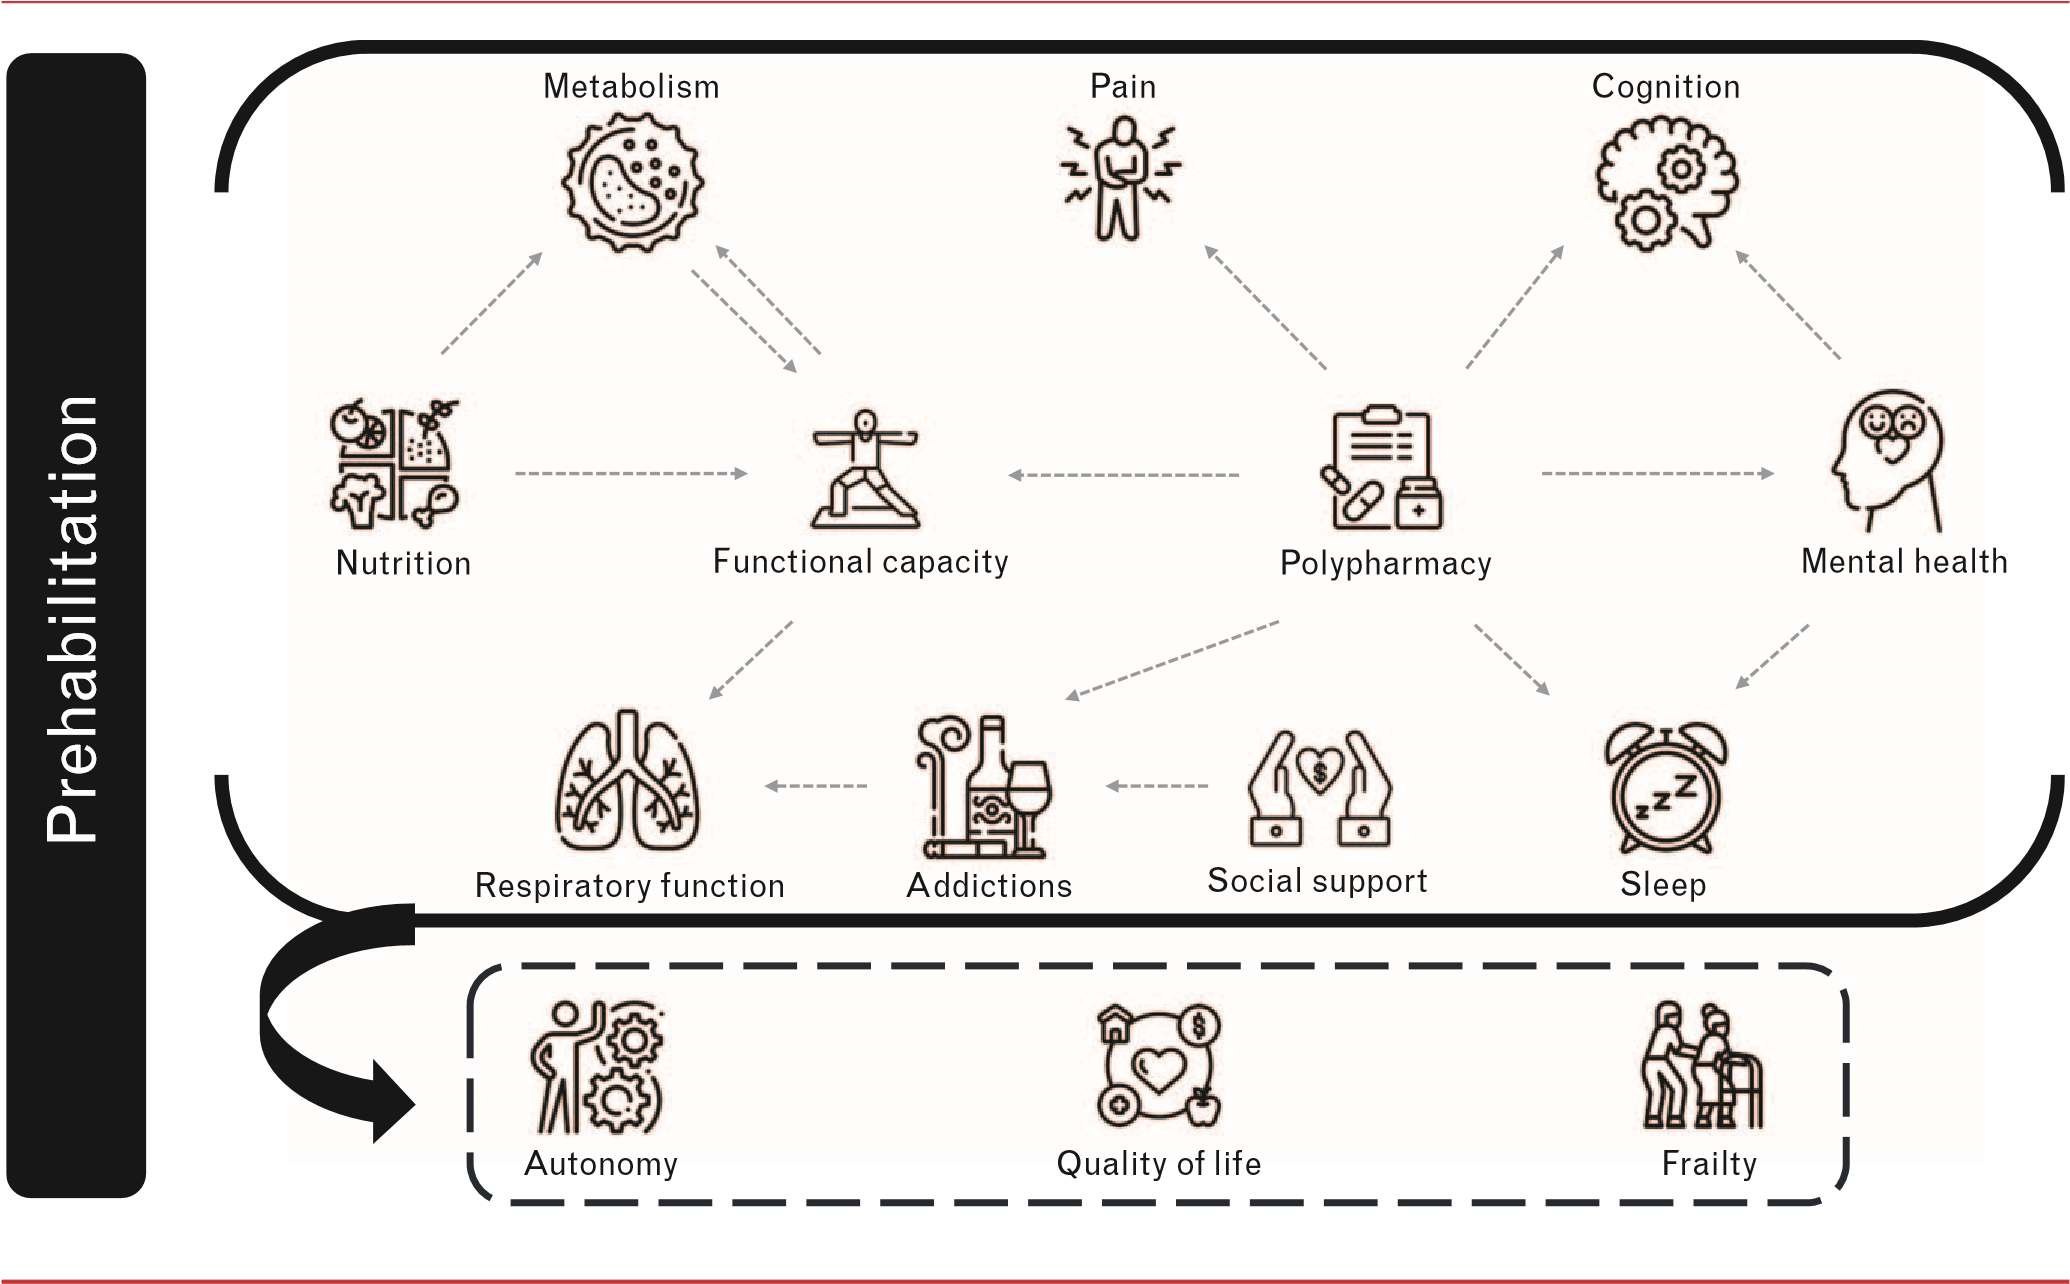 Prehabilitation
Metabolism
Pain
Cognition
Nutrition
Functional capacity
Polypharmacy
Mental health
$
z z Z
Respiratory function
Addictions
Social support
Sleep
$
Autonomy
Quality of life
Frailty